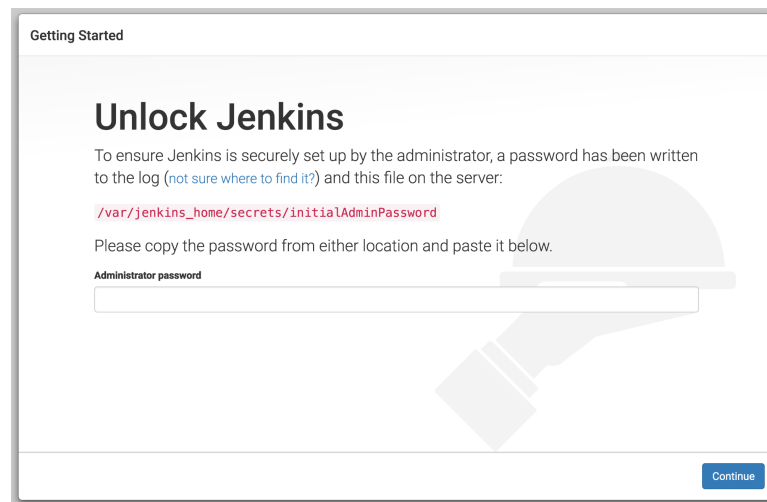 Getting Started
Unlock Jenkins
To ensure Jenkins is securely set up by the administrator, a password has been written
to the log (not sure where to find it?) and this file on the server:
/var/jenkins_home/secrets/initialAdminPassword
Please copy the password from either location and paste it below.
Administrator password
Continue